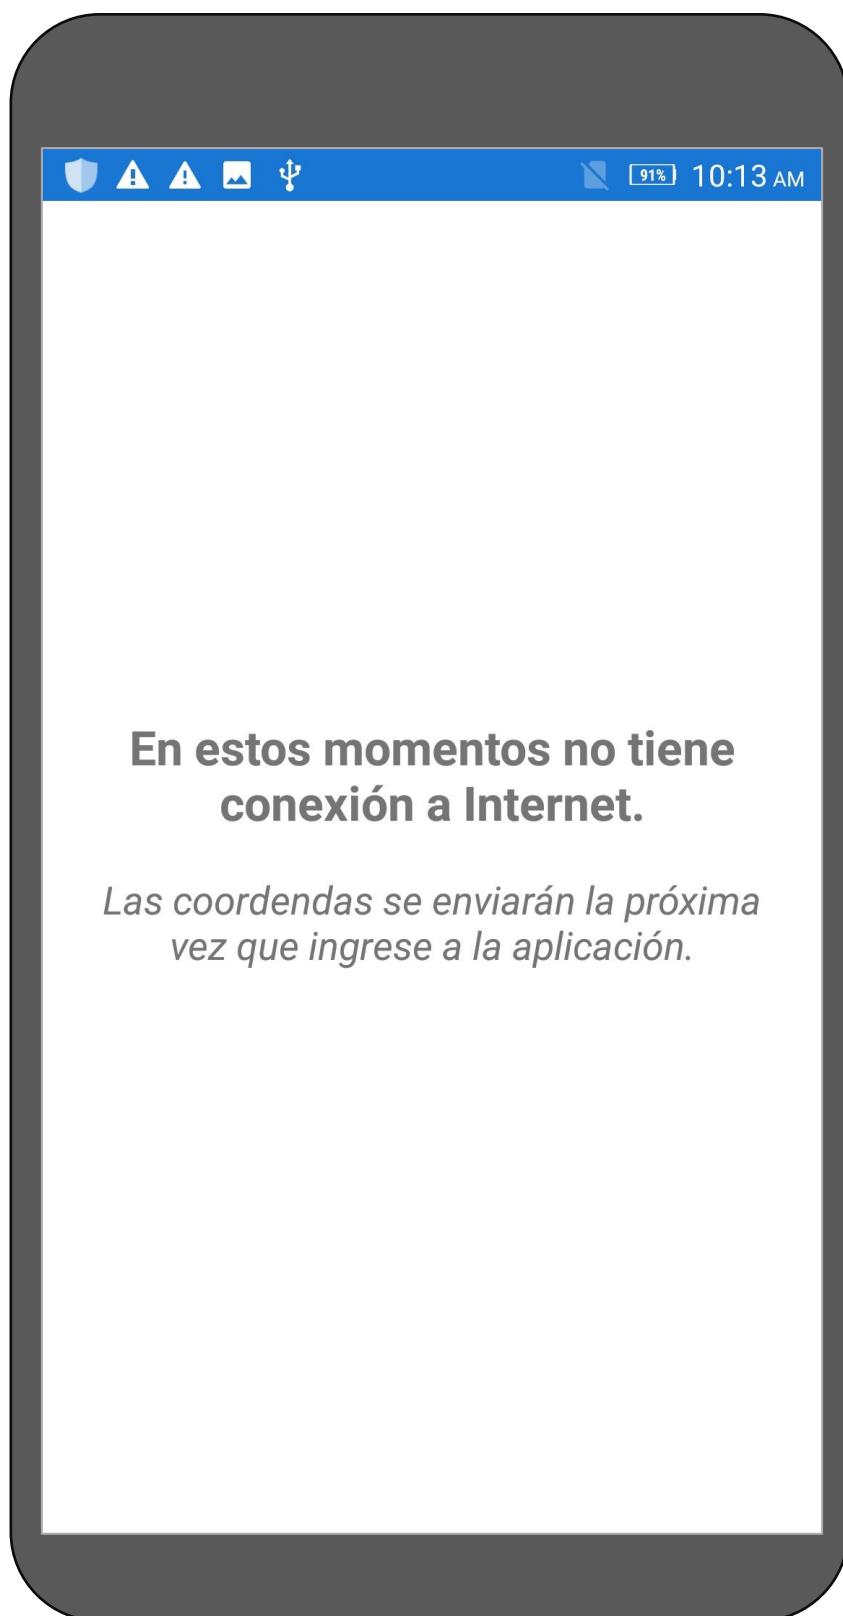 91% 10:13 AM
En estos momentos no tiene
conexión a Internet.
Las coordendas se enviarán la próxima
vez que ingrese a la aplicación.